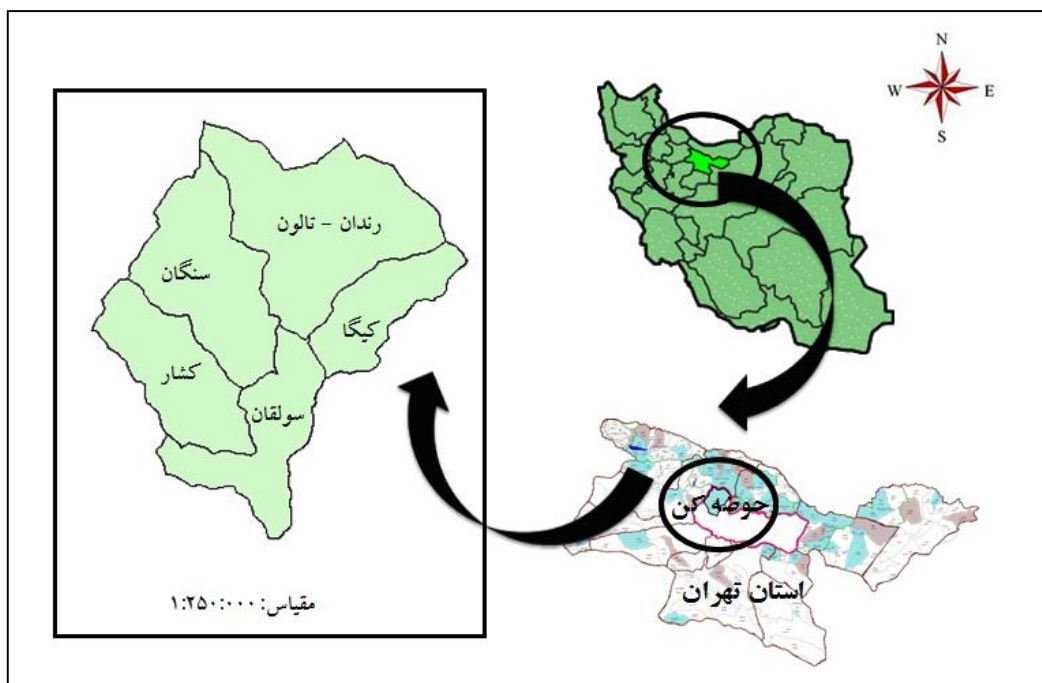 N
W E
S
رندان - تالون
سنگان
کیگا
کشار
سولقان
مقیاس: ۱:۲۵۰:۰۰۰
حوضه کن
استان تهران